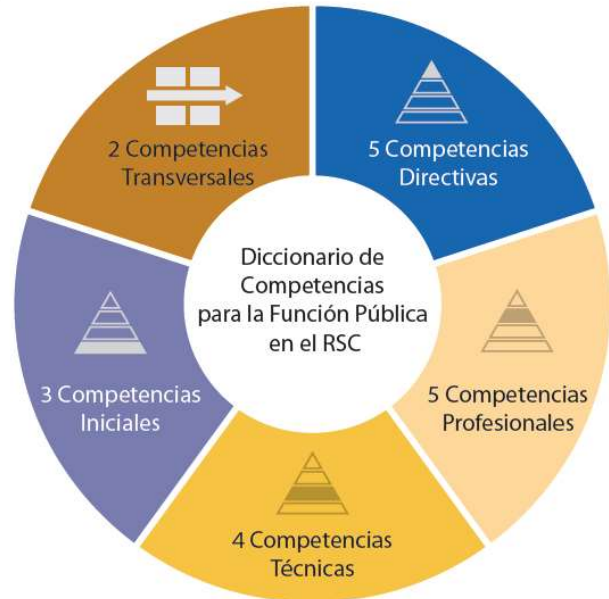 2 Competencias
Transversales
5 Competencias
Directivas
Diccionario de
Competencias
para la Función Pública
en el RSC
3 Competencias
Iniciales
5 Competencias
Profesionales
4 Competencias
Técnicas